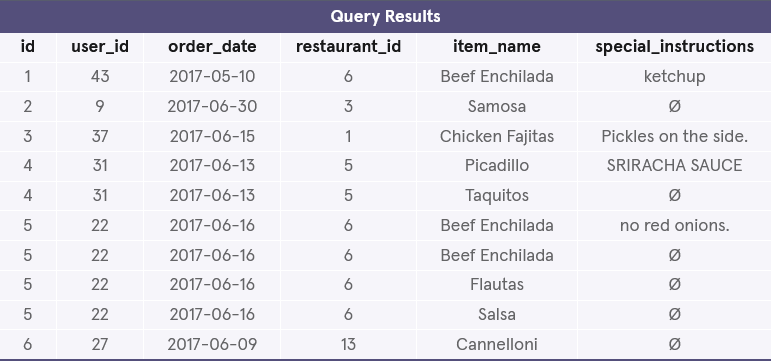 Query Results
id user_id order_date restaurant_id item_name special_instructions
1 43 2017-05-10 6 Beef Enchilada ketchup
2 9 2017-06-30 3 Samosa Ø
3 37 2017-06-15 1 Chicken Fajitas Pickles on the side.
4 31 2017-06-13 5 Picadillo SRIRACHA SAUCE
4 31 2017-06-13 5 Taquitos Ø
5 22 2017-06-16 6 Beef Enchilada no red onions.
5 22 2017-06-16 6 Beef Enchilada Ø
5 22 2017-06-16 6 Flautas Ø
5 22 2017-06-16 6 Salsa Ø
6 27 2017-06-09 13 Cannelloni Ø